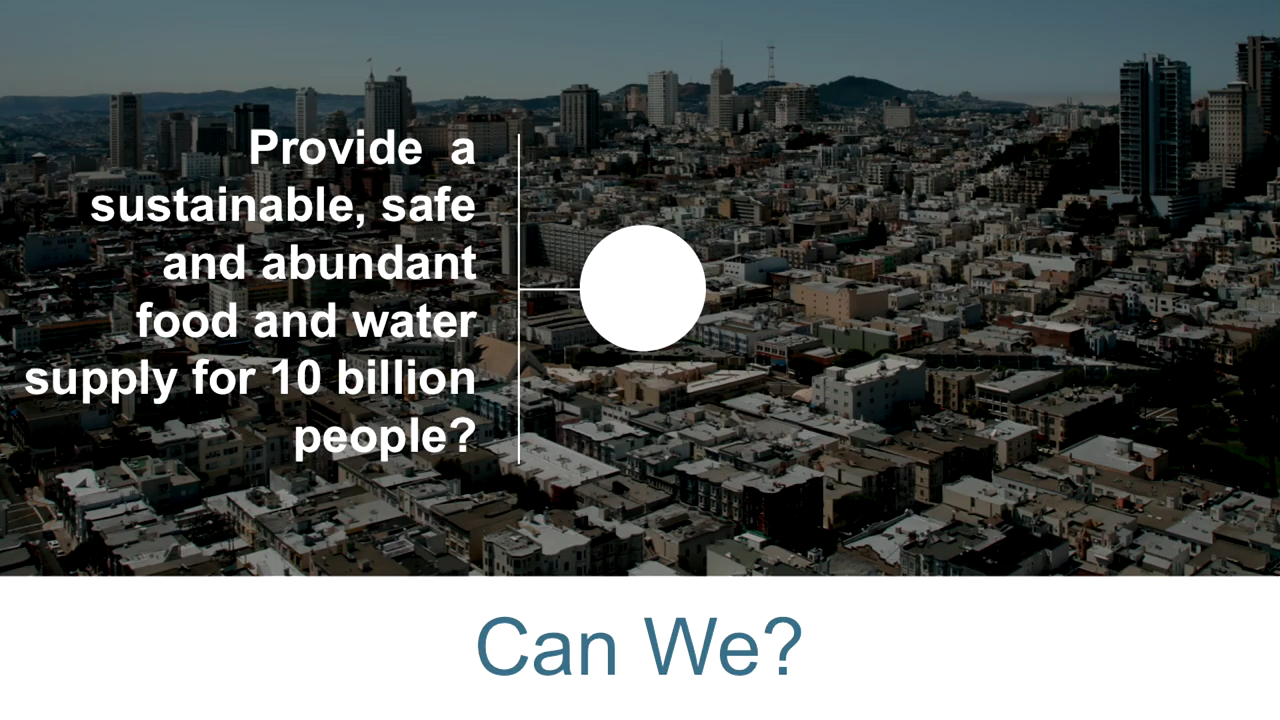 Provide a
sustainable, safe
and abundant
food and water
supply for 10 billion
people?
Can We?